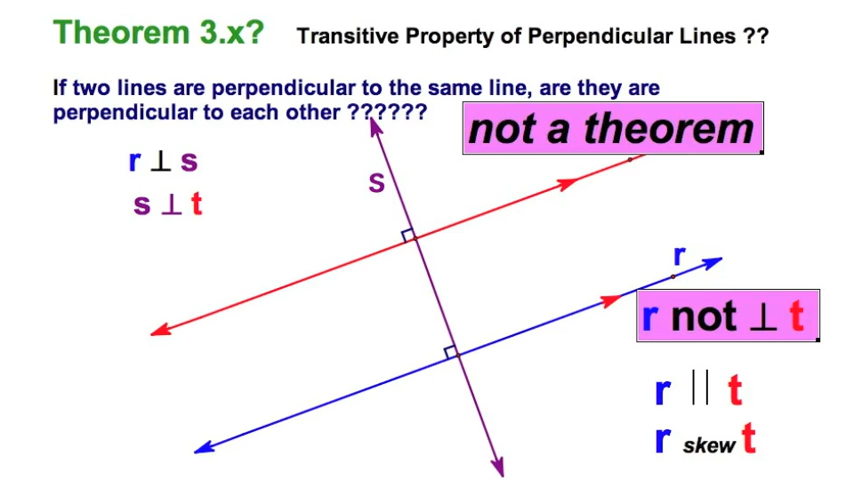 Theorem 3.x? Transitive Property of Perpendicular Lines ??
If two lines are perpendicular to the same line, are they are
perpendicular to each other ??????
not a theorem
r ⊥ s
s ⊥ t
s
r
r not ⊥ t
r || t
r skew t